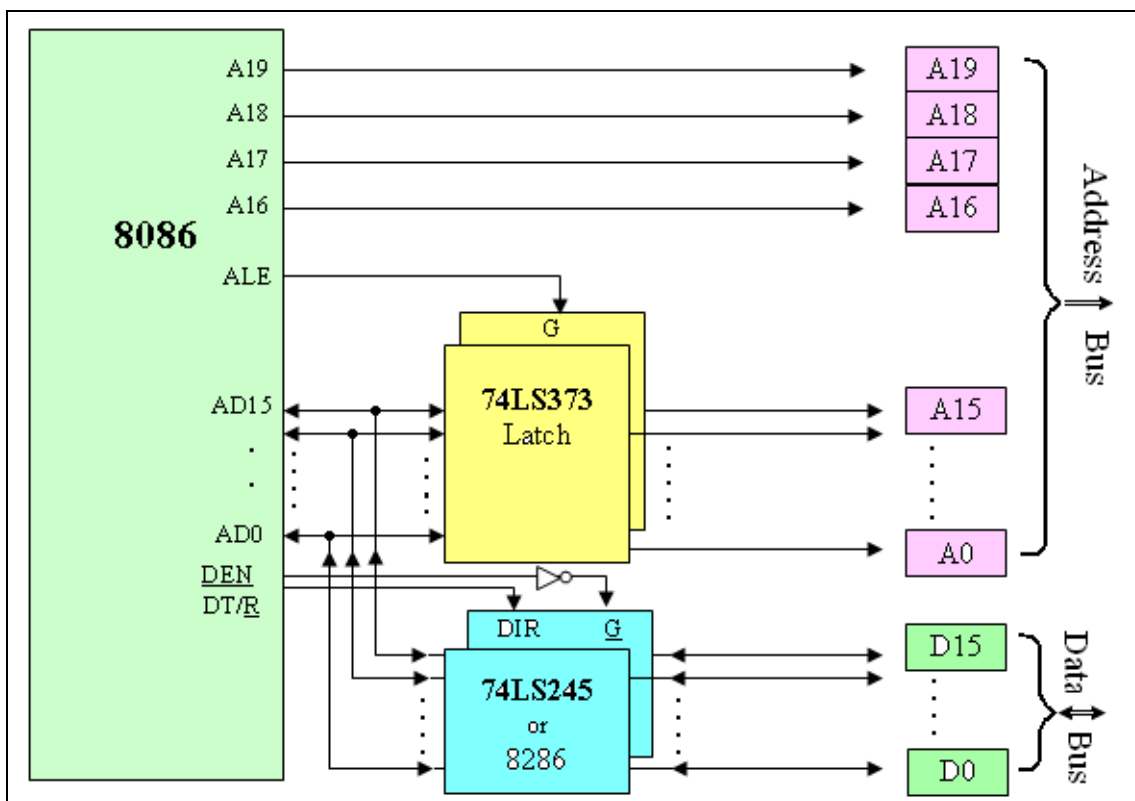 8086
A19
A18
A17
A16
ALE
AD15
AD0
DEN
DT/R
G
74LS373
Latch
DIR G
74LS245
or
8286
A19
A18
A17
A16
A15
A0
D15
D0
Address Bus
Data Bus